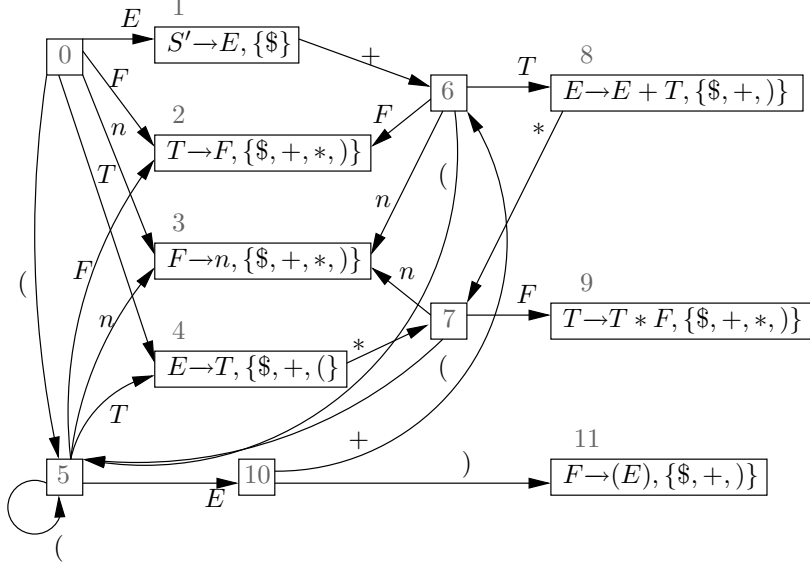 1
E
0
S′→E, {$}
+
8
F
6
T
E→E + T, {$, +, )}
n
2
F
*
T
T→F, {$, +, *, )}
(
n
3
F
F→n, {$, +, *, )}
n
9
(
7
F
T→T * F, {$, +, *, )}
n
4
*
E→T, {$, +, (}
(
T
+
11
5
10
)
F→(E), {$, +, )}
E
(